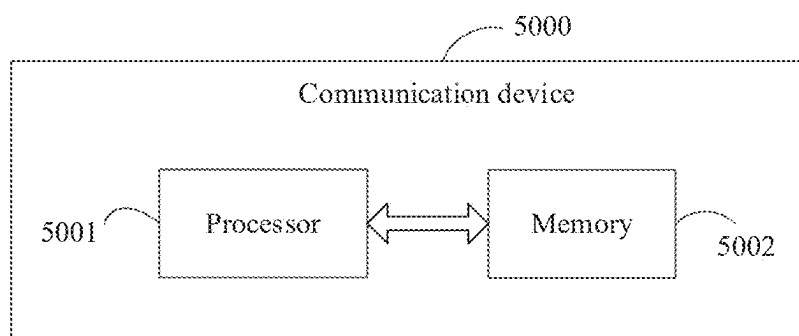 5000
Communication device
5001
Processor
Memory
5002